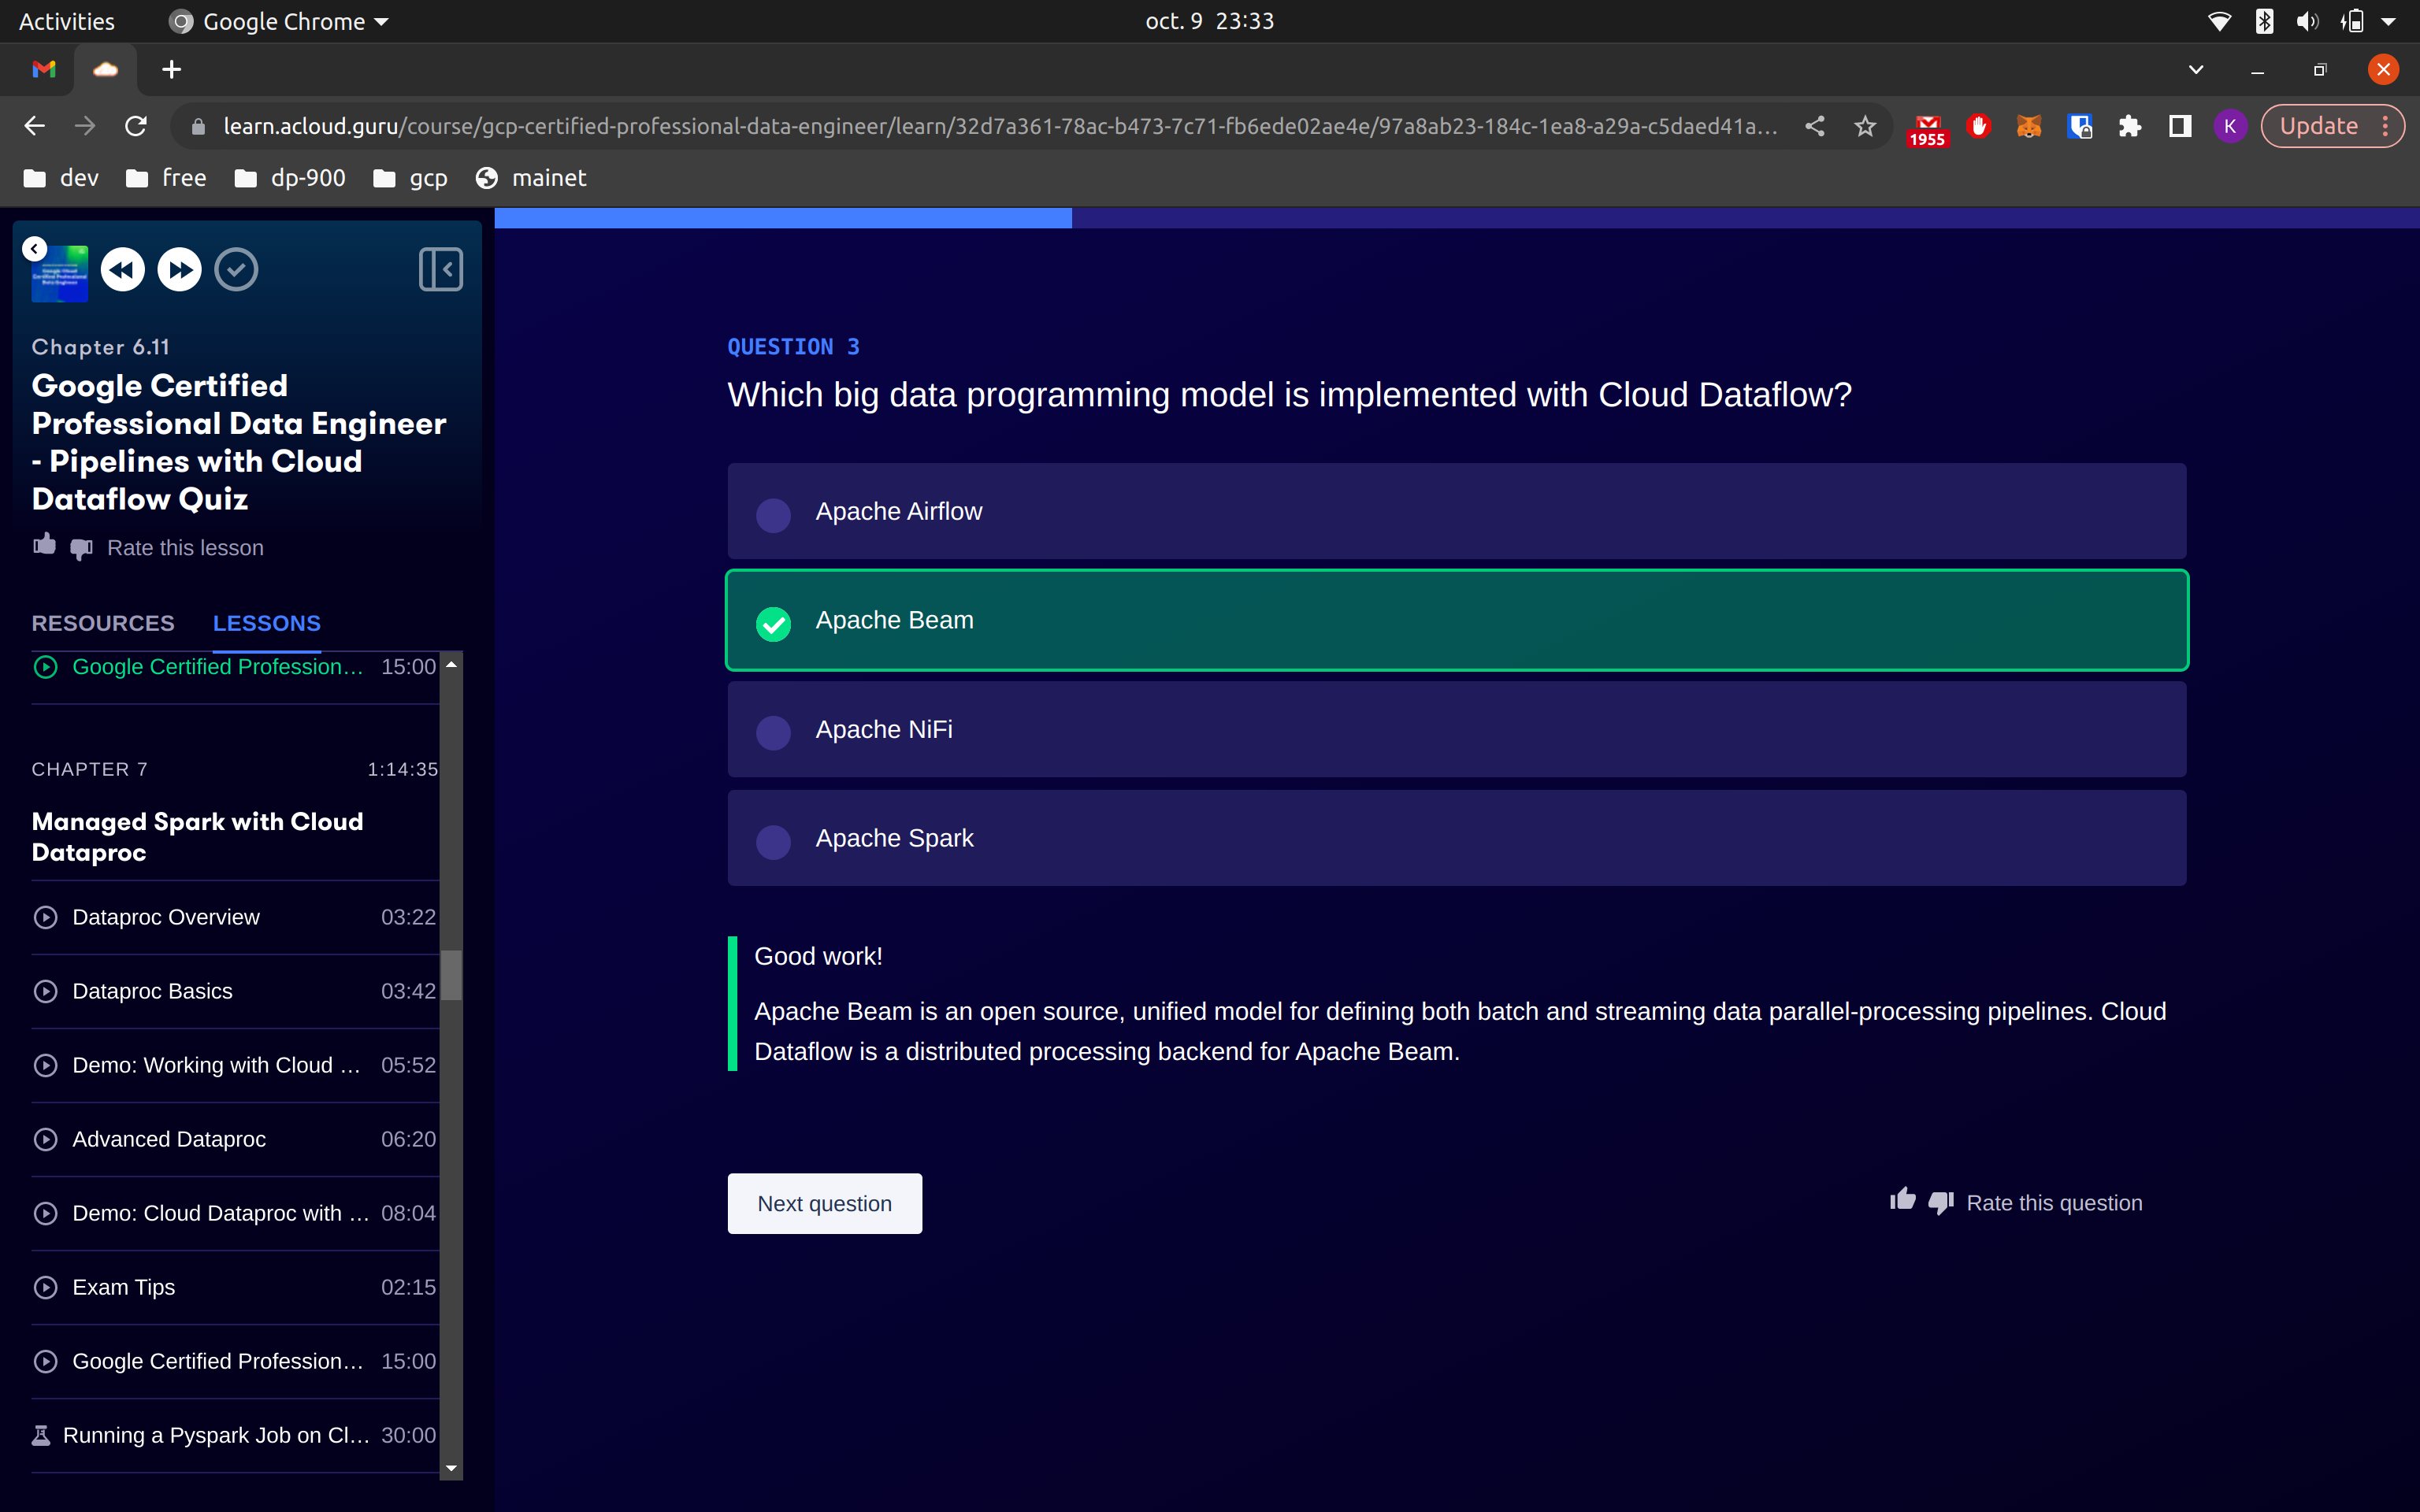 Activities
Google Chrome
oct. 9 23:33
learn.acloud.guru/course/gcp-certified-professional-data-engineer/learn/32d7a361-78ac-b473-7c71-fb6ede02ae4e/97a8ab23-184c-1ea8-a29a-c5daed41a...
1955
K
Update
dev
free
dp-900
gcp
mainet
Chapter 6.11
Google Certified
Professional Data Engineer
- Pipelines with Cloud
Dataflow Quiz
Rate this lesson
RESOURCES
LESSONS
Google Certified Profession... 15:00
CHAPTER 7 1:14:35
Managed Spark with Cloud
Dataproc
Dataproc Overview 03:22
Dataproc Basics 03:42
Demo: Working with Cloud ... 05:52
Advanced Dataproc 06:20
Demo: Cloud Dataproc with ... 08:04
Exam Tips 02:15
Google Certified Profession... 15:00
Running a Pyspark Job on Cl... 30:00
QUESTION 3
Which big data programming model is implemented with Cloud Dataflow?
Apache Airflow
Apache Beam
Apache NiFi
Apache Spark
Good work!
Apache Beam is an open source, unified model for defining both batch and streaming data parallel-processing pipelines. Cloud
Dataflow is a distributed processing backend for Apache Beam.
Next question
Rate this question